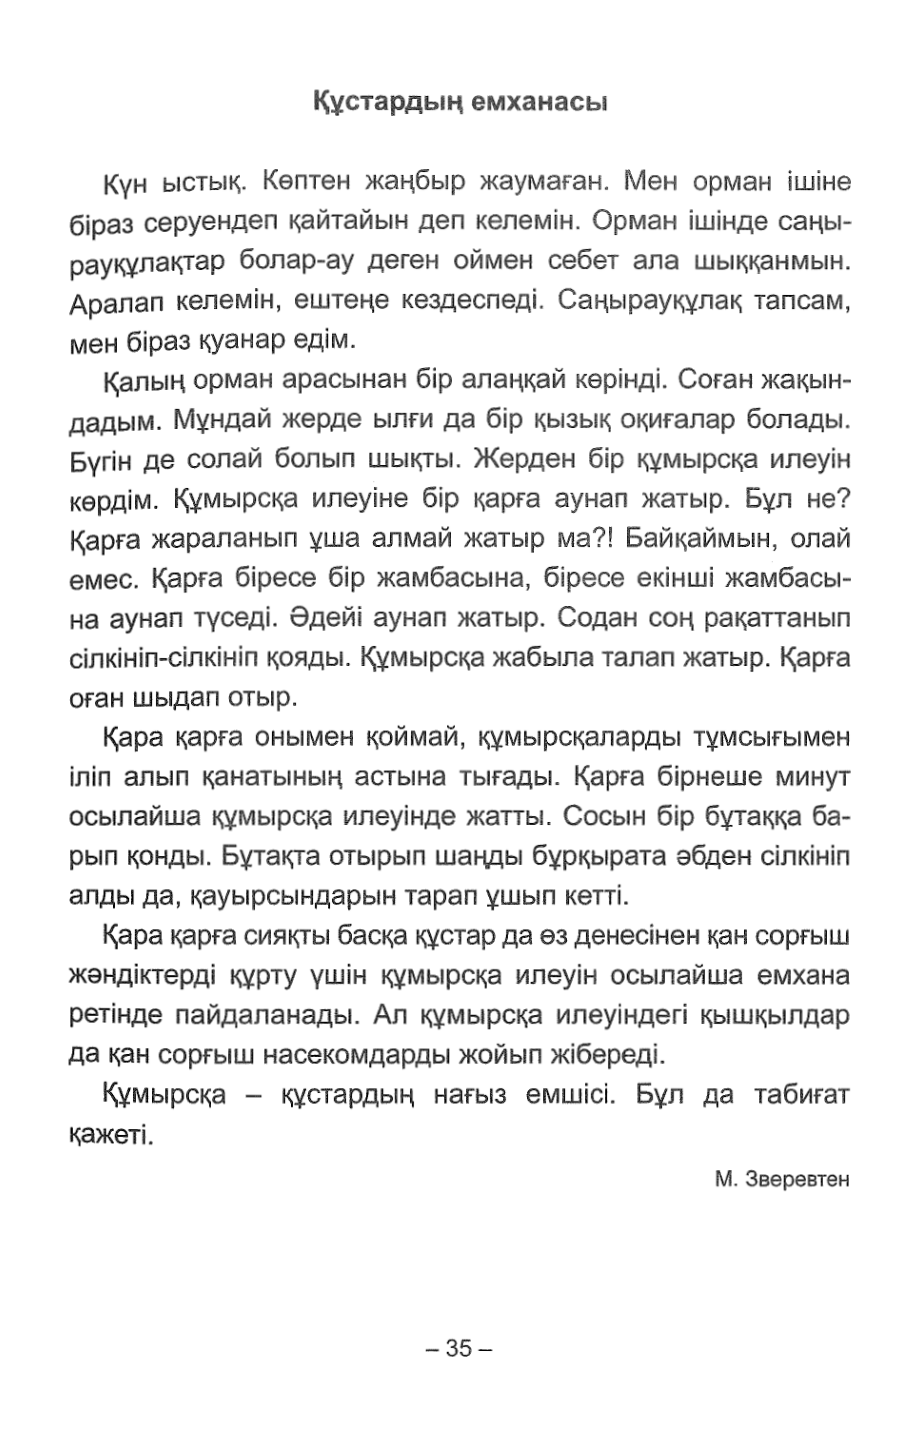 Құстардың емханасы
Күн ыстық. Көптен жаңбыр жаумаған. Мен орман ішіне
біраз серуендеп қайтайын деп келемін. Орман ішінде саңы-
рауқұлақтар болар-ау деген оймен себет ала шыққанмын.
Аралап келемін, ештеңе кездеспеді. Саңырауқұлақ тапсам,
мен біраз қуанар едім.
Қалың орман арасынан бір алаңқай көрінді. Соған жақын-
дадым. Мұндай жерде ылғи да бір қызық оқиғалар болады.
Бүгін де солай болып шықты. Жерден бір құмырсқа илеуін
көрдім. Құмырсқа илеуіне бір қарға аунап жатыр. Бұл не?
Қарға жараланып ұша алмай жатыр ма?! Байқаймын, олай
емес. Қарға біресе бір жамбасына, біресе екінші жамбасы-
на аунап түседі. Әдейі аунап жатыр. Содан соң рақаттанып
сілкініп-сілкініп қояды. Құмырсқа жабыла талап жатыр. Қарға
оған шыдап отыр.
Қара қарға онымен қоймай, құмырсқаларды тұмсығымен
іліп алып қанатының астына тығады. Қарға бірнеше минут
осылайша құмырсқа илеуінде жатты. Сосын бір бұтаққа ба-
рып қонды. Бұтақта отырып шаңды бұрқырата әбден сілкініп
алды да, қауырсындарын тарап ұшып кетті.
Қара қарға сияқты басқа құстар да өз денесінен қан сорғыш
жәндіктерді құрту үшін құмырсқа илеуін осылайша емхана
ретінде пайдаланады. Ал құмырсқа илеуіндегі қышқылдар
да қан сорғыш насекомдарды жойып жібереді.
Құмырсқа – құстардың нағыз емшісі. Бұл да табиғат
қажеті.
М. Зверевтен
– 35 –